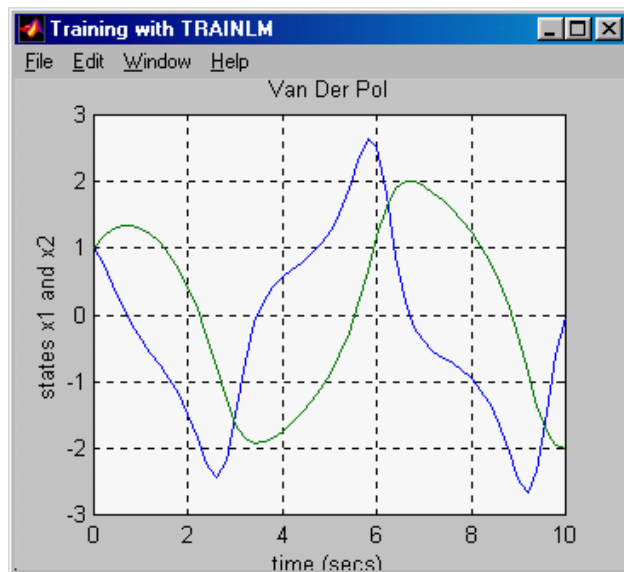 Training with TRAINLM
File Edit Window Help
Van Der Pol
3
2
1
0
-1
-2
-3
states x1 and x2
0 2 4 6 8 10
time (secs)